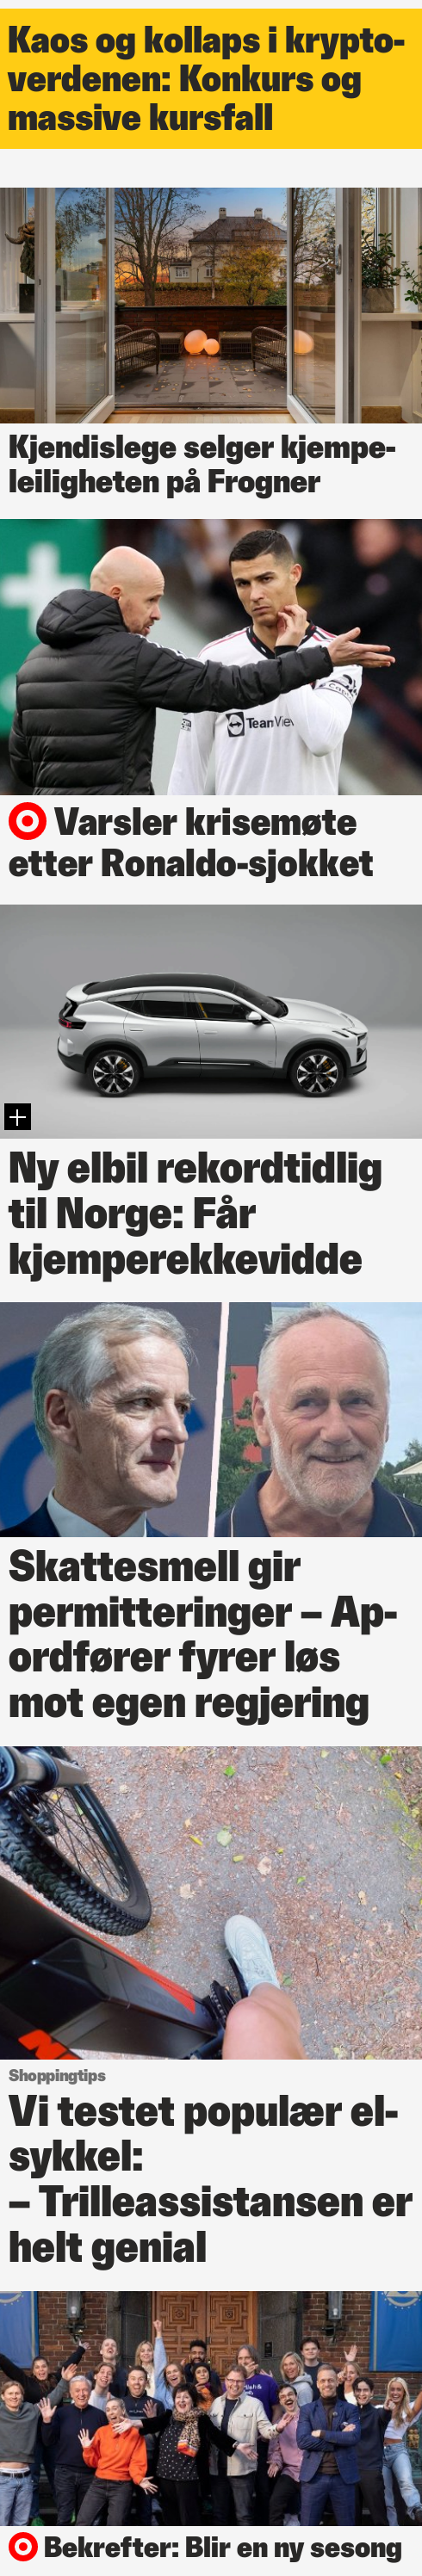 Kaos og kollaps i krypto-
verdenen: Konkurs og
massive kursfall
Kjendislege selger kjempe-
leiligheten på Frogner
TeamVie
Varsler krisemøte
etter Ronaldo-sjokket
Ny elbil rekordtidlig
til Norge: Får
kjemperekkevidde
Skattesmell gir
permitteringer – Ap-
ordfører fyrer løs
mot egen regjering
Shoppingtips
Vi testet populær el-
sykkel:
– Trilleassistansen er
helt genial
Bekrefter: Blir en ny sesong